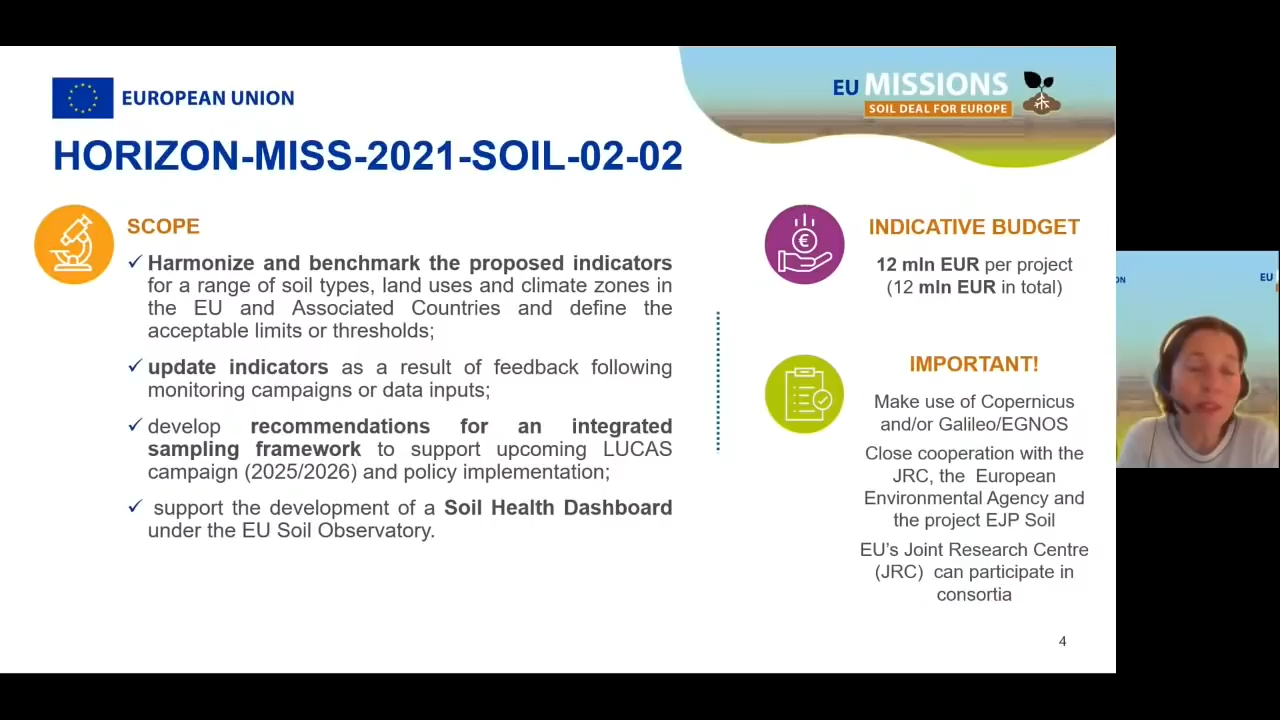 EUROPEAN UNION
EU MISSIONS
SOIL DEAL FOR EUROPE
HORIZON-MISS-2021-SOIL-02-02
SCOPE
✓ Harmonize and benchmark the proposed indicators
for a range of soil types, land uses and climate zones in
the EU and Associated Countries and define the
acceptable limits or thresholds;
✓ update indicators as a result of feedback following
monitoring campaigns or data inputs;
✓ develop recommendations for an integrated
sampling framework to support upcoming LUCAS
campaign (2025/2026) and policy implementation;
✓ support the development of a Soil Health Dashboard
under the EU Soil Observatory.
INDICATIVE BUDGET
12 mln EUR per project
(12 mln EUR in total)
IMPORTANT!
Make use of Copernicus
and/or Galileo/EGNOS
Close cooperation with the
JRC, the European
Environmental Agency and
the project EJP Soil
EU's Joint Research Centre
(JRC) can participate in
consortia
4
ON
EU